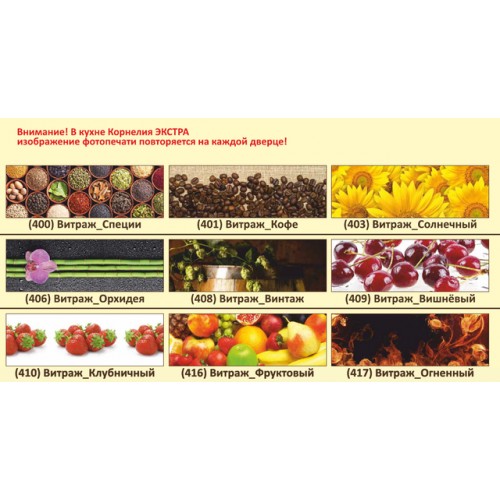 Внимание! В кухне Корнелия ЭКСТРА
изображение фотопечати повторяется на каждой дверце!
(400) Витраж_Специи
(401) Витраж_Кофе
(403) Витраж_Солнечный
(406) Витраж_Орхидея
(408) Витраж_Винтаж
(409) Витраж_Вишнёвый
(410) Витраж_Клубничный
(416) Витраж_Фруктовый
(417) Витраж_Огненный